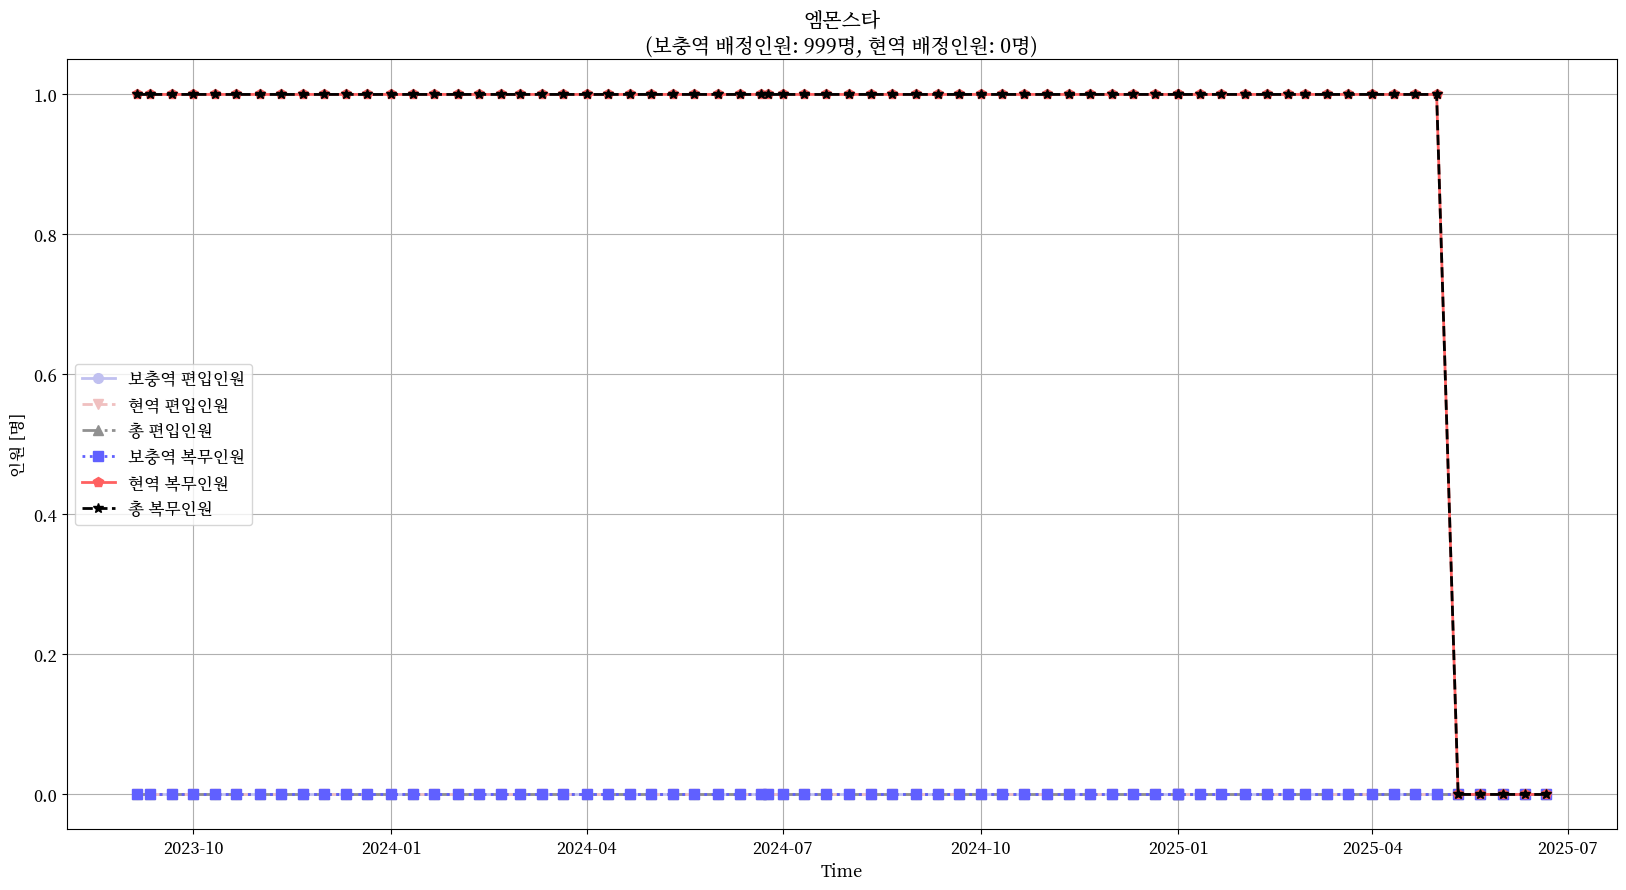 엠몬스타
(보충역 배정인원: 999명, 현역 배정인원: 0명)
1.0
0.8
0.6
0.4
0.2
0.0
인원 [명]
보충역 편입인원
현역 편입인원
총 편입인원
보충역 복무인원
현역 복무인원
총 복무인원
2023-10
2024-01
2024-04
2024-07
2024-10
2025-01
2025-04
2025-07
Time